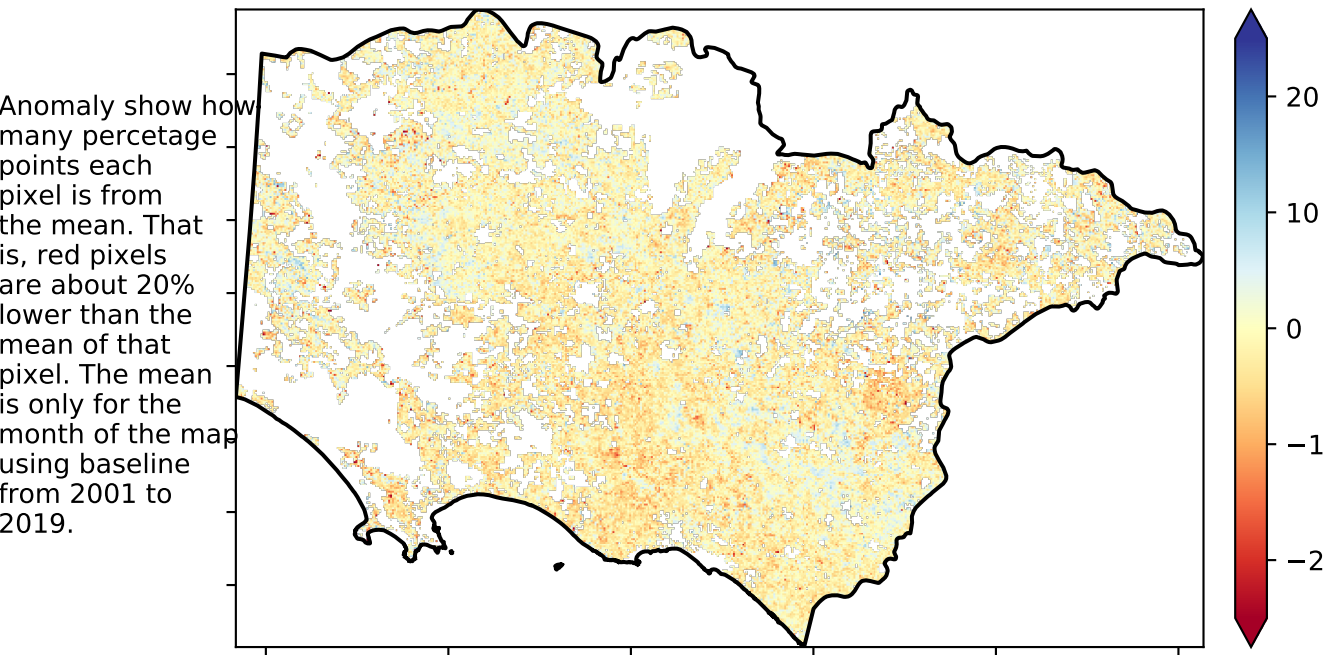 Anomaly show how
many percetage
points each
pixel is from
the mean. That
is, red pixels
are about 20%
lower than the
mean of that
pixel. The mean
is only for the
month of the map
using baseline
from 2001 to
2019.
20
10
0
−1
−2